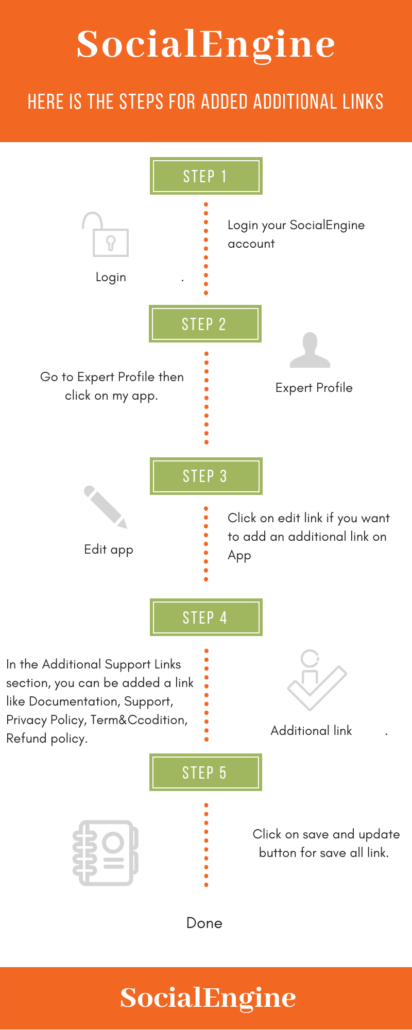 SocialEngine
HERE IS THE STEPS FOR ADDED ADDITIONAL LINKS
STEP 1
Login your SocialEngine
account
Login .
STEP 2
Go to Expert Profile then
click on my app.
Expert Profile
STEP 3
Click on edit link if you want
to add an additional link on
App
Edit app
STEP 4
In the Additional Support Links
section, you can be added a link
like Documentation, Support,
Privacy Policy, Term&Ccodition,
Refund policy.
Additional link .
STEP 5
Click on save and update
button for save all link.
Done
SocialEngine